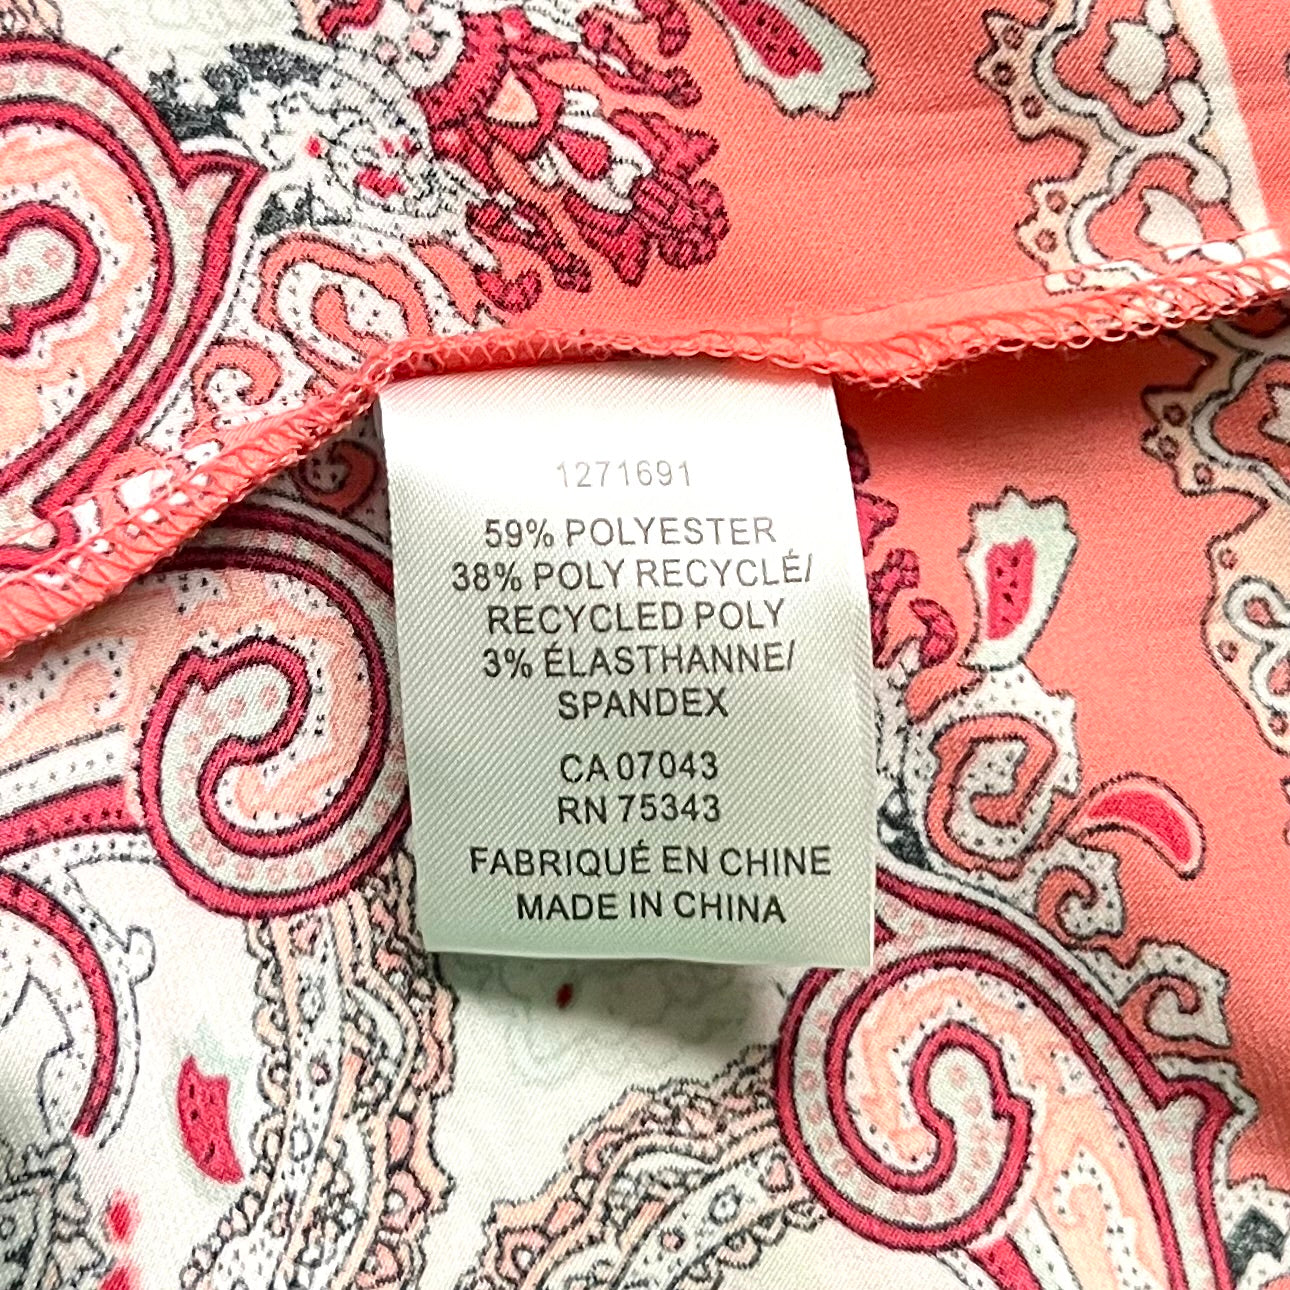 1271691
59% POLYESTER
38% POLY RECYCLÉ/
RECYCLED POLY
3% ÉLASTHANNE/
SPANDEX
CA 07043
RN 75343
FABRIQUÉ EN CHINE
MADE IN CHINA